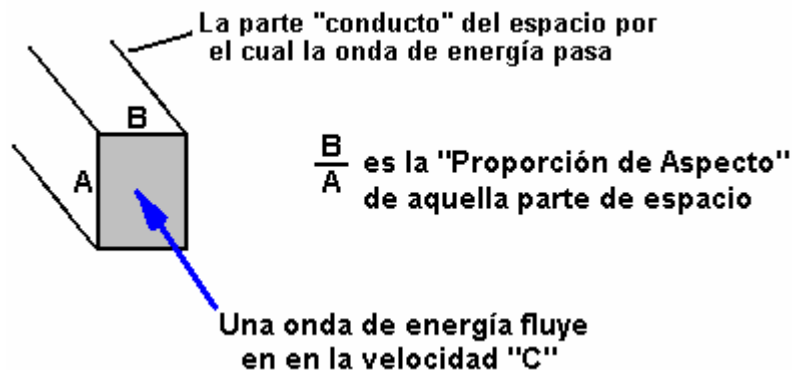 La parte "conducto" del espacio por
el cual la onda de energía pasa
B
A
B
A
es la "Proporción de Aspecto"
de aquella parte de espacio
Una onda de energía fluye
en en la velocidad "C"